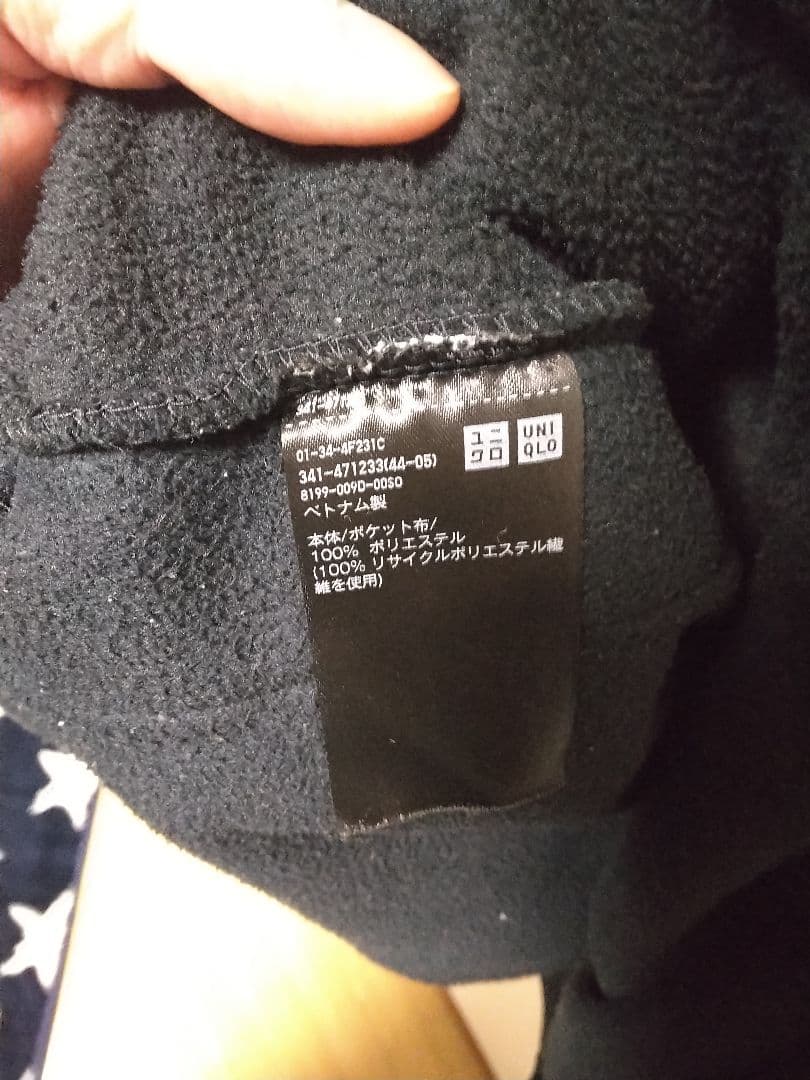 01-34-4F231C
341-471233(44-05)
8199-009D-00SO
ベトナム製
ユニ
クロ
UNI
QLO
本体/ポケット布/
100% ポリエステル
(100% リサイクルポリエステル繊
維を使用)